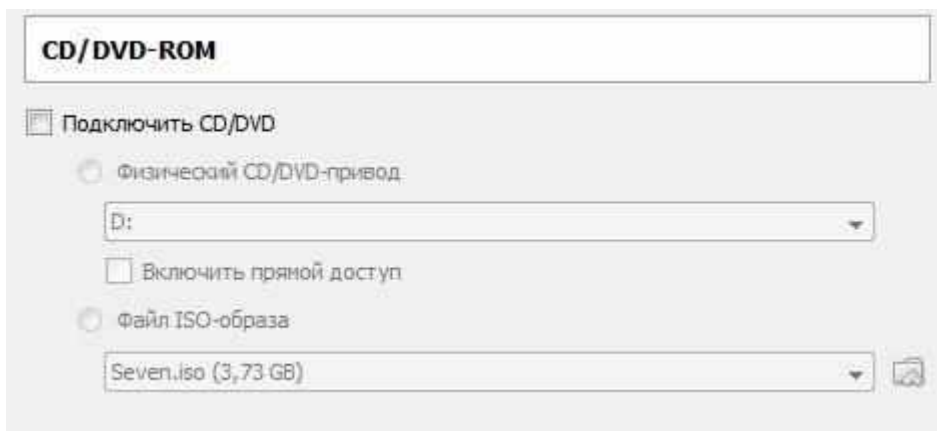 CD/DVD-ROM
Подключить CD/DVD
Физический CD/DVD-привод
D:
Включить прямой доступ
Файл ISO-образа
Seven.iso (3,73 GB)